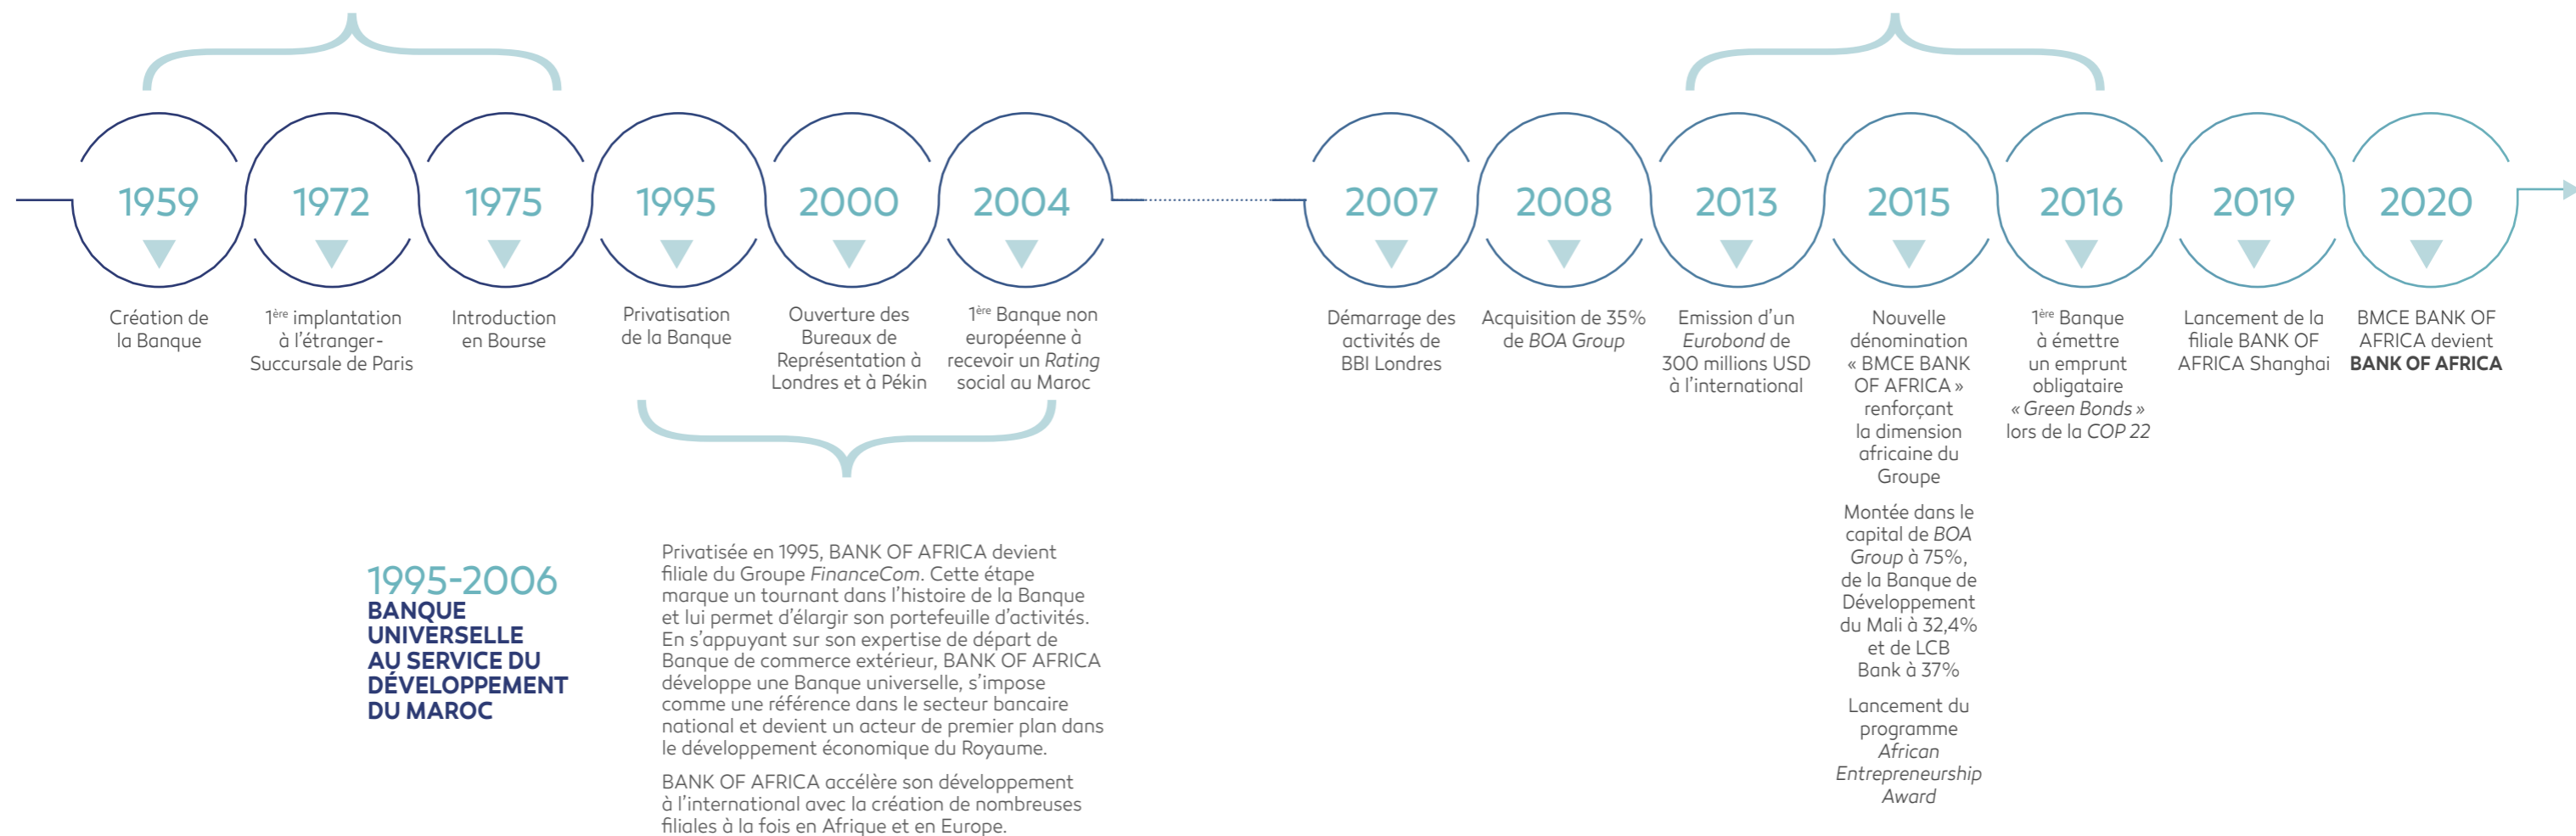 1959
Création de
la Banque
1972
1ère implantation
à l'étranger-
Succursale de Paris
1975
Introduction
en Bourse
1995
Privatisation
de la Banque
2000
Ouverture des
Bureaux de
Représentation à
Londres et à Pékin
2004
1ère Banque non
européenne à
recevoir un Rating
social au Maroc
2007
Démarrage des
activités de
BBI Londres
2008
Acquisition de 35%
de BOA Group
2013
Emission d'un
Eurobond de
300 millions USD
à l'international
2015
Nouvelle
dénomination
« BMCE BANK
OF AFRICA »
renforçant
la dimension
africaine du
Groupe
Montée dans le
capital de BOA
Group à 75%,
de la Banque de
Développement
du Mali à 32,4%
et de LCB
Bank à 37%
Lancement du
programme
African
Entrepreneurship
Award
2016
1ère Banque
à émettre
un emprunt
obligataire
« Green Bonds »
lors de la COP 22
2019
Lancement de la
filiale BANK OF
AFRICA Shanghai
2020
BMCE BANK OF
AFRICA devient
BANK OF AFRICA
1995-2006
BANQUE
UNIVERSELLE
AU SERVICE DU
DÉVELOPPEMENT
DU MAROC
Privatisée en 1995, BANK OF AFRICA devient
filiale du Groupe FinanceCom. Cette étape
marque un tournant dans l'histoire de la Banque
et lui permet d'élargir son portefeuille d'activités.
En s'appuyant sur son expertise de départ de
Banque de commerce extérieur, BANK OF AFRICA
développe une Banque universelle, s'impose
comme une référence dans le secteur bancaire
national et devient un acteur de premier plan dans
le développement économique du Royaume.
BANK OF AFRICA accélère son développement
à l'international avec la création de nombreuses
filiales à la fois en Afrique et en Europe.